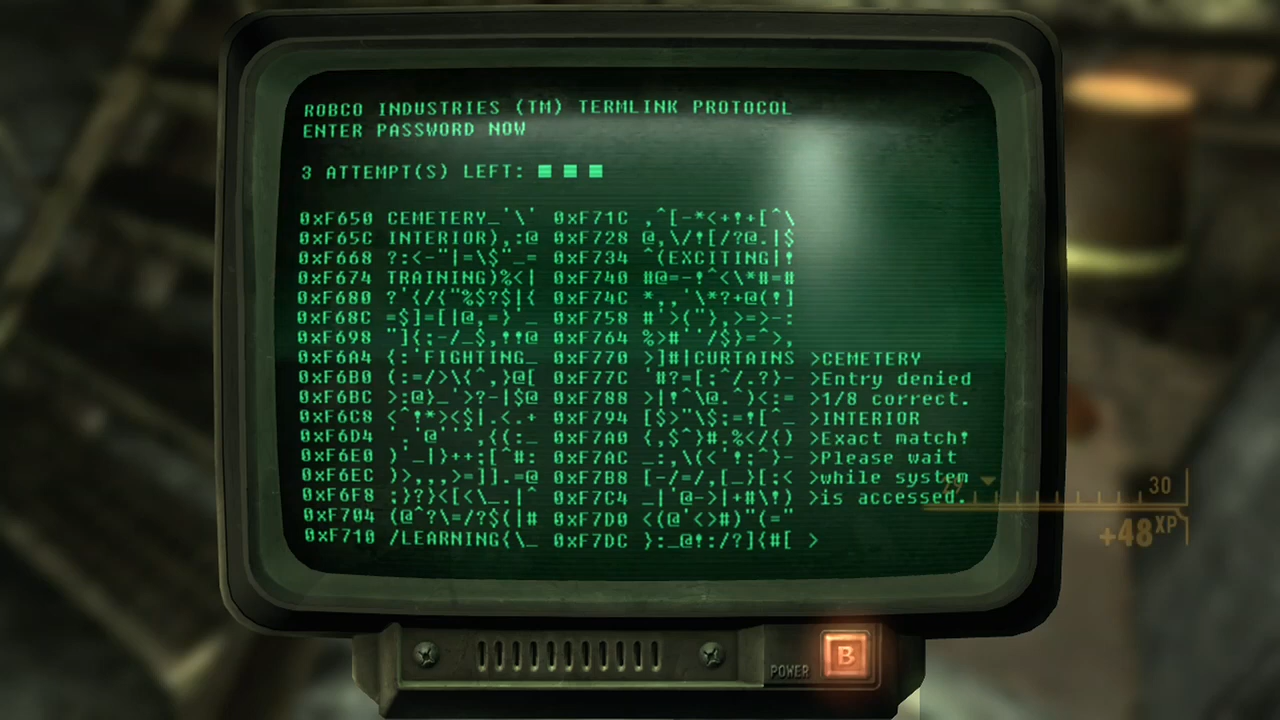 ROBCO INDUSTRIES (TM) TERMLINK PROTOCOL
ENTER PASSWORD NOW
3 ATTEMPT(S) LEFT: ■ ■ ■
0xF650 CEMETERY_'\' 0xF71C ,^[-*<+!+[^\
0xF65C INTERIOR),:@ 0xF728 @,\/![/?@.|$
0xF668 ?:<-"|=\$"_= 0xF734 ^(EXCITING|!
0xF674 TRAINING)%<| 0xF740 #@=-!^<\*#=#
0xF680 ?'{/{"%$?$|{ 0xF74C *,,'\*?+@(!]
0xF68C =$]=[|@,=}'_ 0xF758 #'>("},>=>-:
0xF698 "]{;-/_$,!!@ 0xF764 %>#''/$}=^>,
0xF6A4 {:'FIGHTING_ 0xF770 >]#|CURTAINS >CEMETERY
0xF6B0 (:=/>\{^,}@[ 0xF77C '#?=[;^/.?}- >Entry denied
0xF6BC >:@}_'>?-|$@ 0xF788 >|!^\@.^)<:= >1/8 correct.
0xF6C8 <^!*><$|.<.+ 0xF794 [$>"\$;=![^_ >INTERIOR
0xF6D4 0xF7A0 {,$^}#.%</{) >Exact match!
0xF6E0 )'_|}++;[^#: 0xF7AC _:,\(<'!;^}- >Please wait
0xF6EC }>,,,>=]].=@ 0xF7B8 [-/=/,[_}[:< >while system
0xF6F8 ;}?}<[<\_.|^ 0xF7C4 _|'@->|+#\!) >is accessed.
0xF704 (@^?\=/?$(|# 0xF7D0 <(@'<>#)"(="
0xF710 /LEARNING{\_ 0xF7DC }:_@!:/?]{#[ >
30
+48 XP
POWER
B